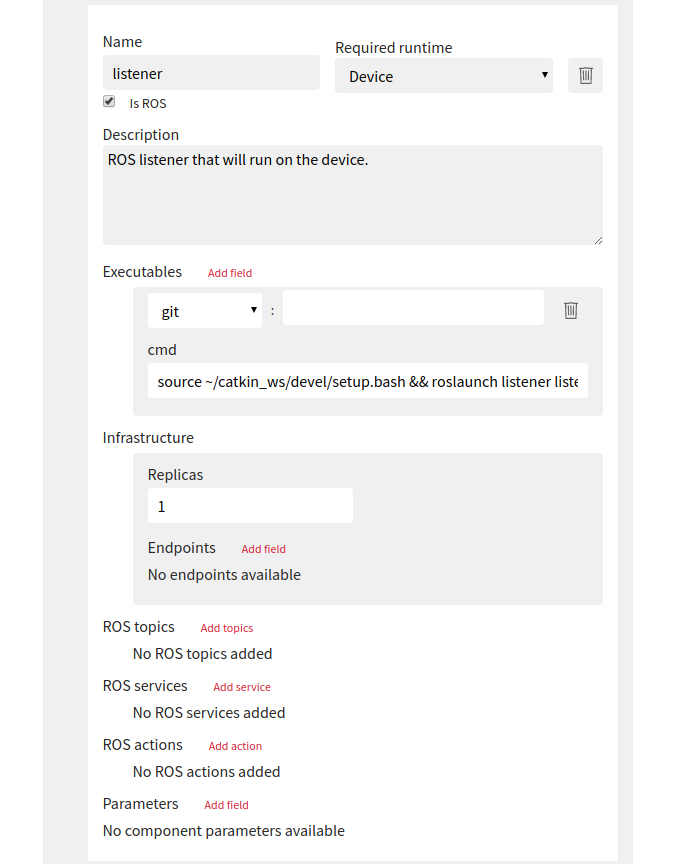 Name
Required runtime
listener
Device
Is ROS
Description
ROS listener that will run on the device.
Executables Add field
git :
cmd
source ~/catkin_ws/devel/setup.bash && roslaunch listener liste
Infrastructure
Replicas
1
Endpoints Add field
No endpoints available
ROS topics Add topics
No ROS topics added
ROS services Add service
No ROS services added
ROS actions Add action
No ROS actions added
Parameters Add field
No component parameters available